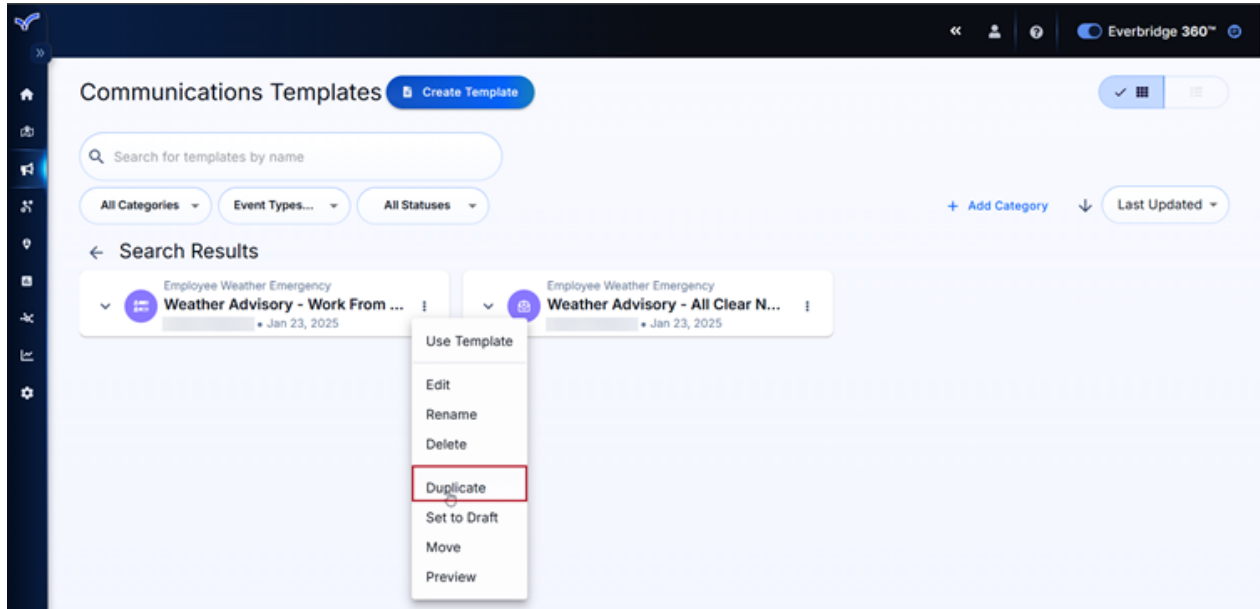 Everbridge 360™
Communications Templates
Create Template
Search for templates by name
All Categories
Event Types...
All Statuses
+ Add Category
Last Updated
Search Results
Employee Weather Emergency
Weather Advisory - Work From ...
• Jan 23, 2025
Employee Weather Emergency
Weather Advisory - All Clear N...
• Jan 23, 2025
Use Template
Edit
Rename
Delete
Duplicate
Set to Draft
Move
Preview